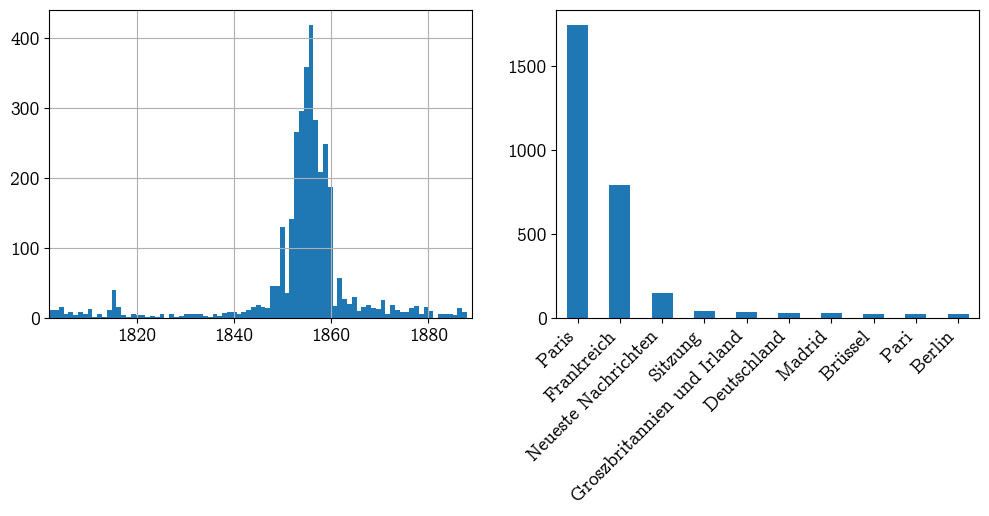 400
300
200
100
0
1820 1840 1860 1880
1500
1000
500
0
Paris
Frankreich
Neueste Nachrichten
Sitzung
Groszbritannien und Irland
Deutschland
Madrid
Brüssel
Pari
Berlin